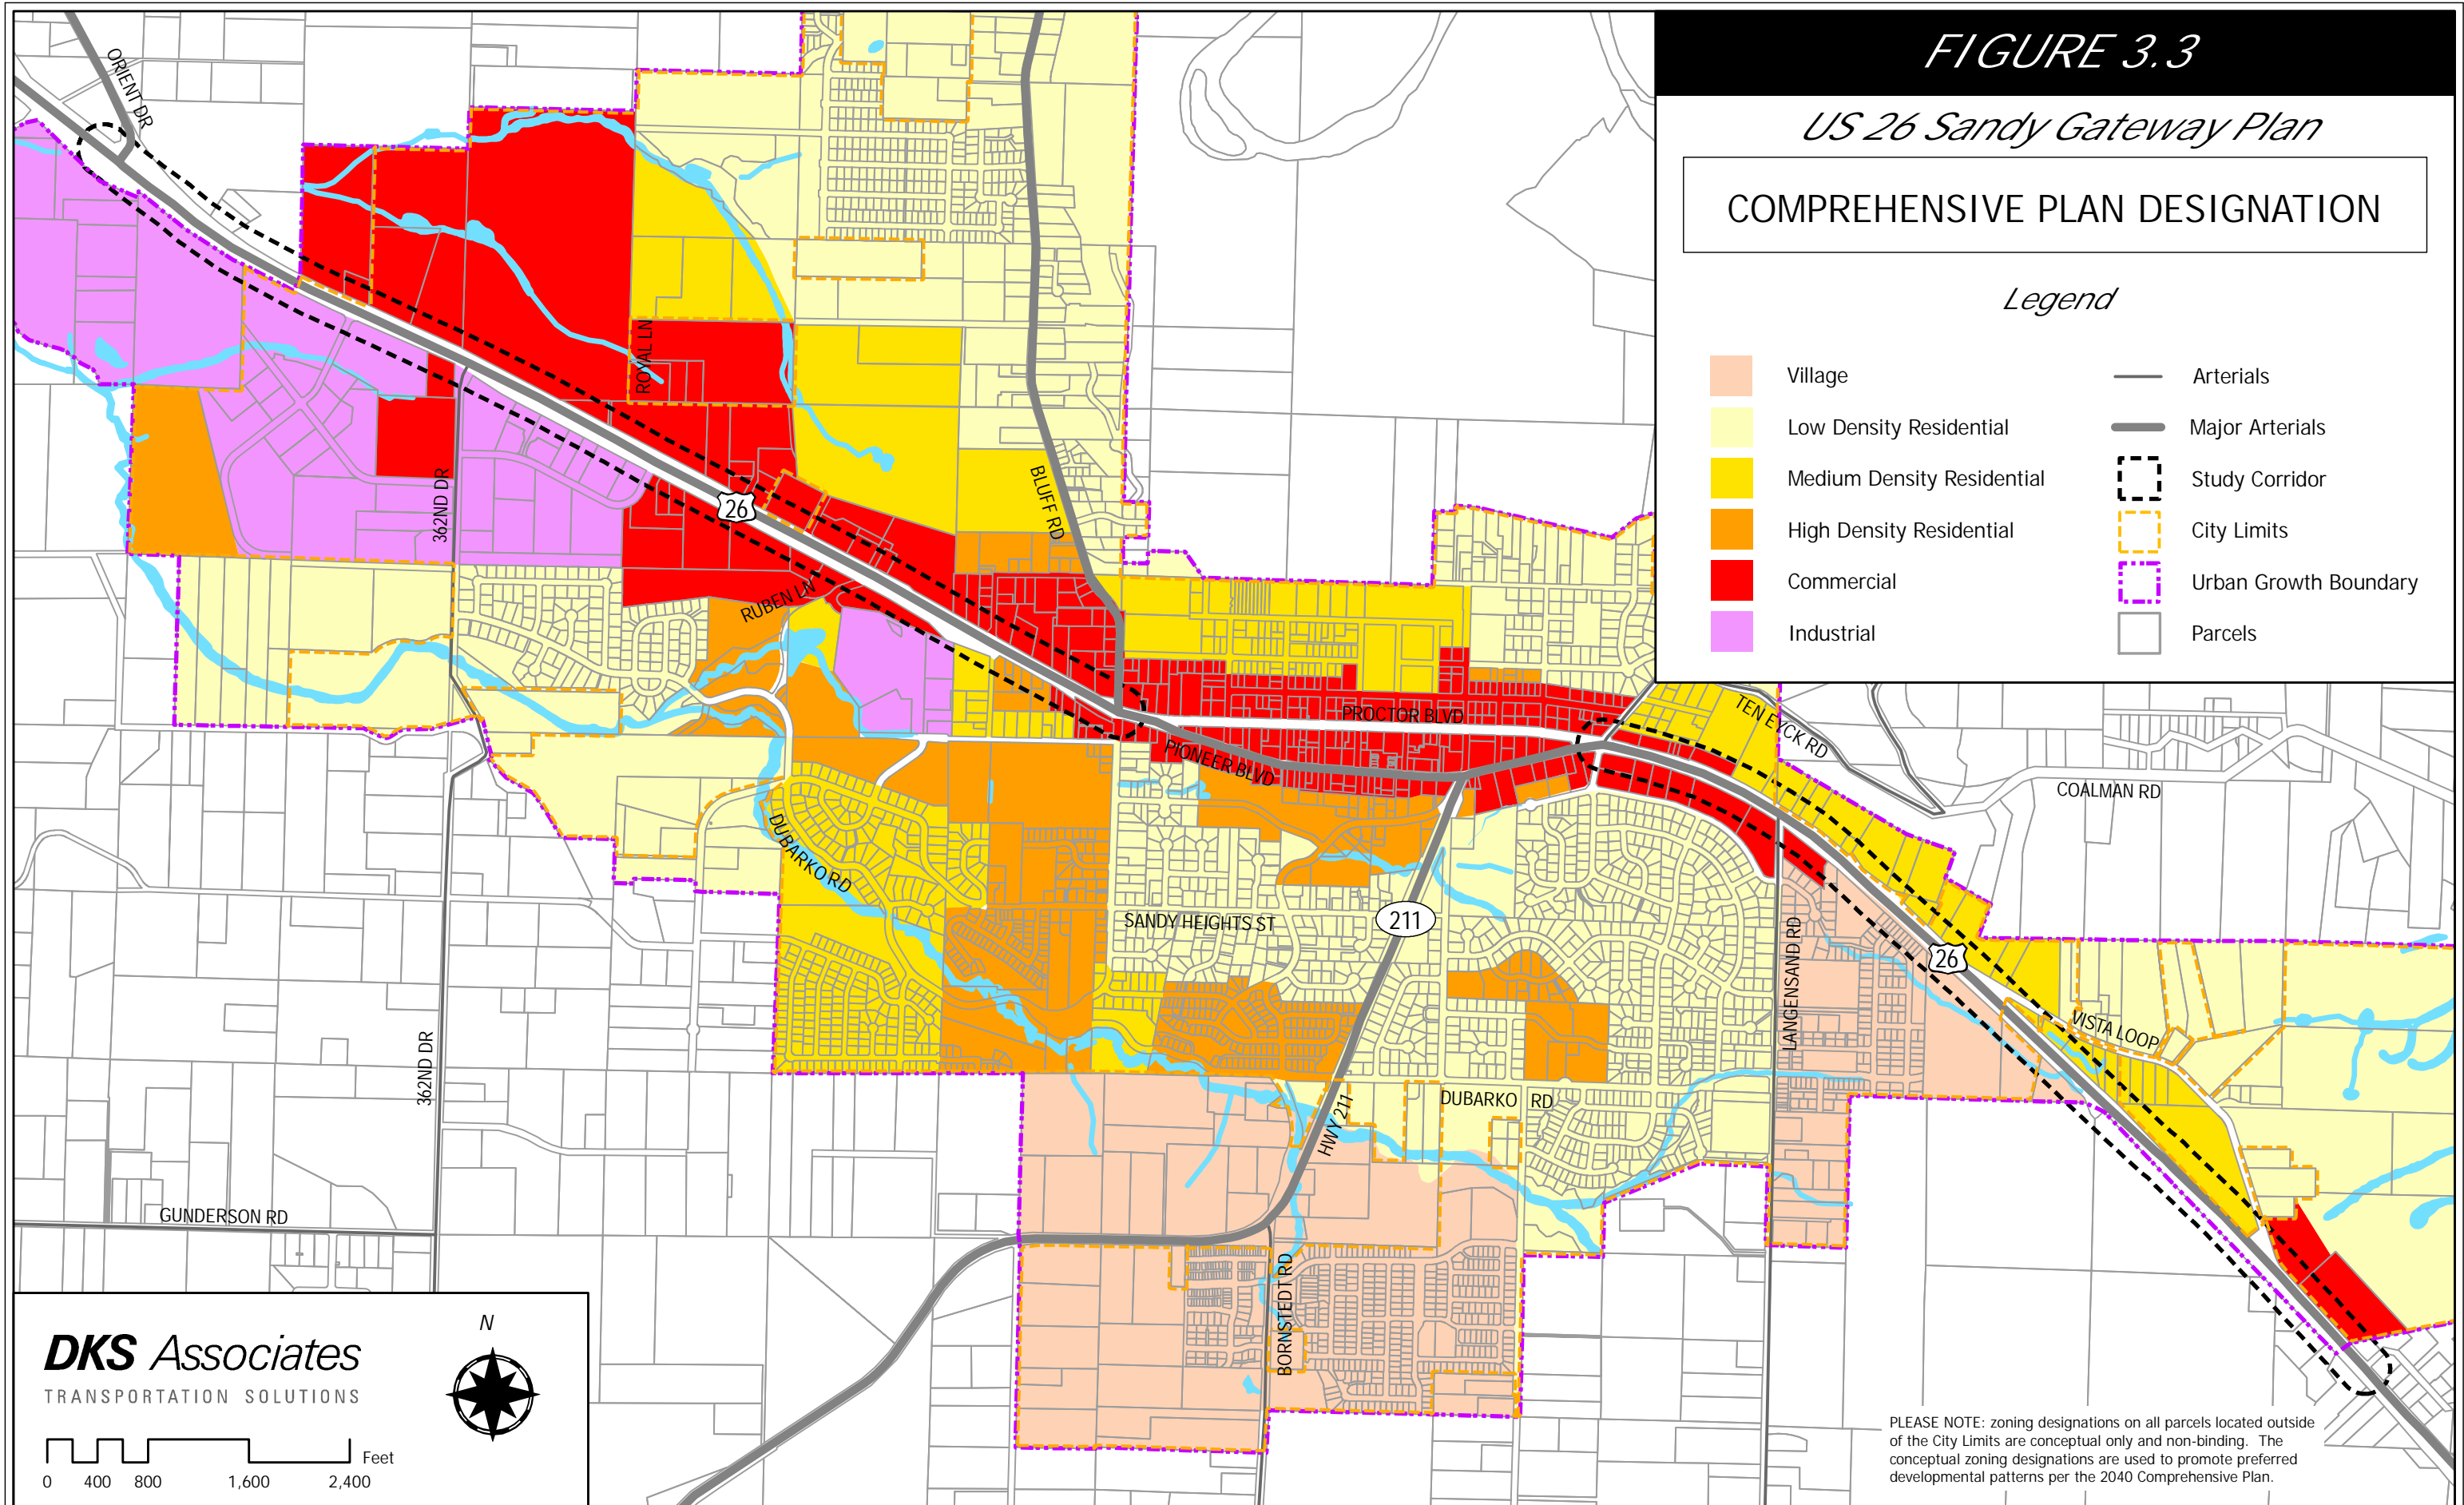 FIGURE 3.3
US 26 Sandy Gateway Plan
COMPREHENSIVE PLAN DESIGNATION
Legend
Village
Low Density Residential
Medium Density Residential
High Density Residential
Commercial
Industrial
Arterials
Major Arterials
Study Corridor
City Limits
Urban Growth Boundary
Parcels
ORIENT DR
ROYAL LN
362ND DR
26
BLUFF RD
RUBEN LN
PROCTOR BLVD
PIONEER BLVD
TEN EYCK RD
COALMAN RD
DUBARKO RD
SANDY HEIGHTS ST
211
LANGENSAND RD
26
VISTA LOOP
362ND DR
DUBARKO RD
HWY 211
GUNDERSON RD
BORNSTEDT RD
DKS Associates
TRANSPORTATION SOLUTIONS
N
0 400 800 1,600 2,400
Feet
PLEASE NOTE: zoning designations on all parcels located outside
of the City Limits are conceptual only and non-binding. The
conceptual zoning designations are used to promote preferred
developmental patterns per the 2040 Comprehensive Plan.